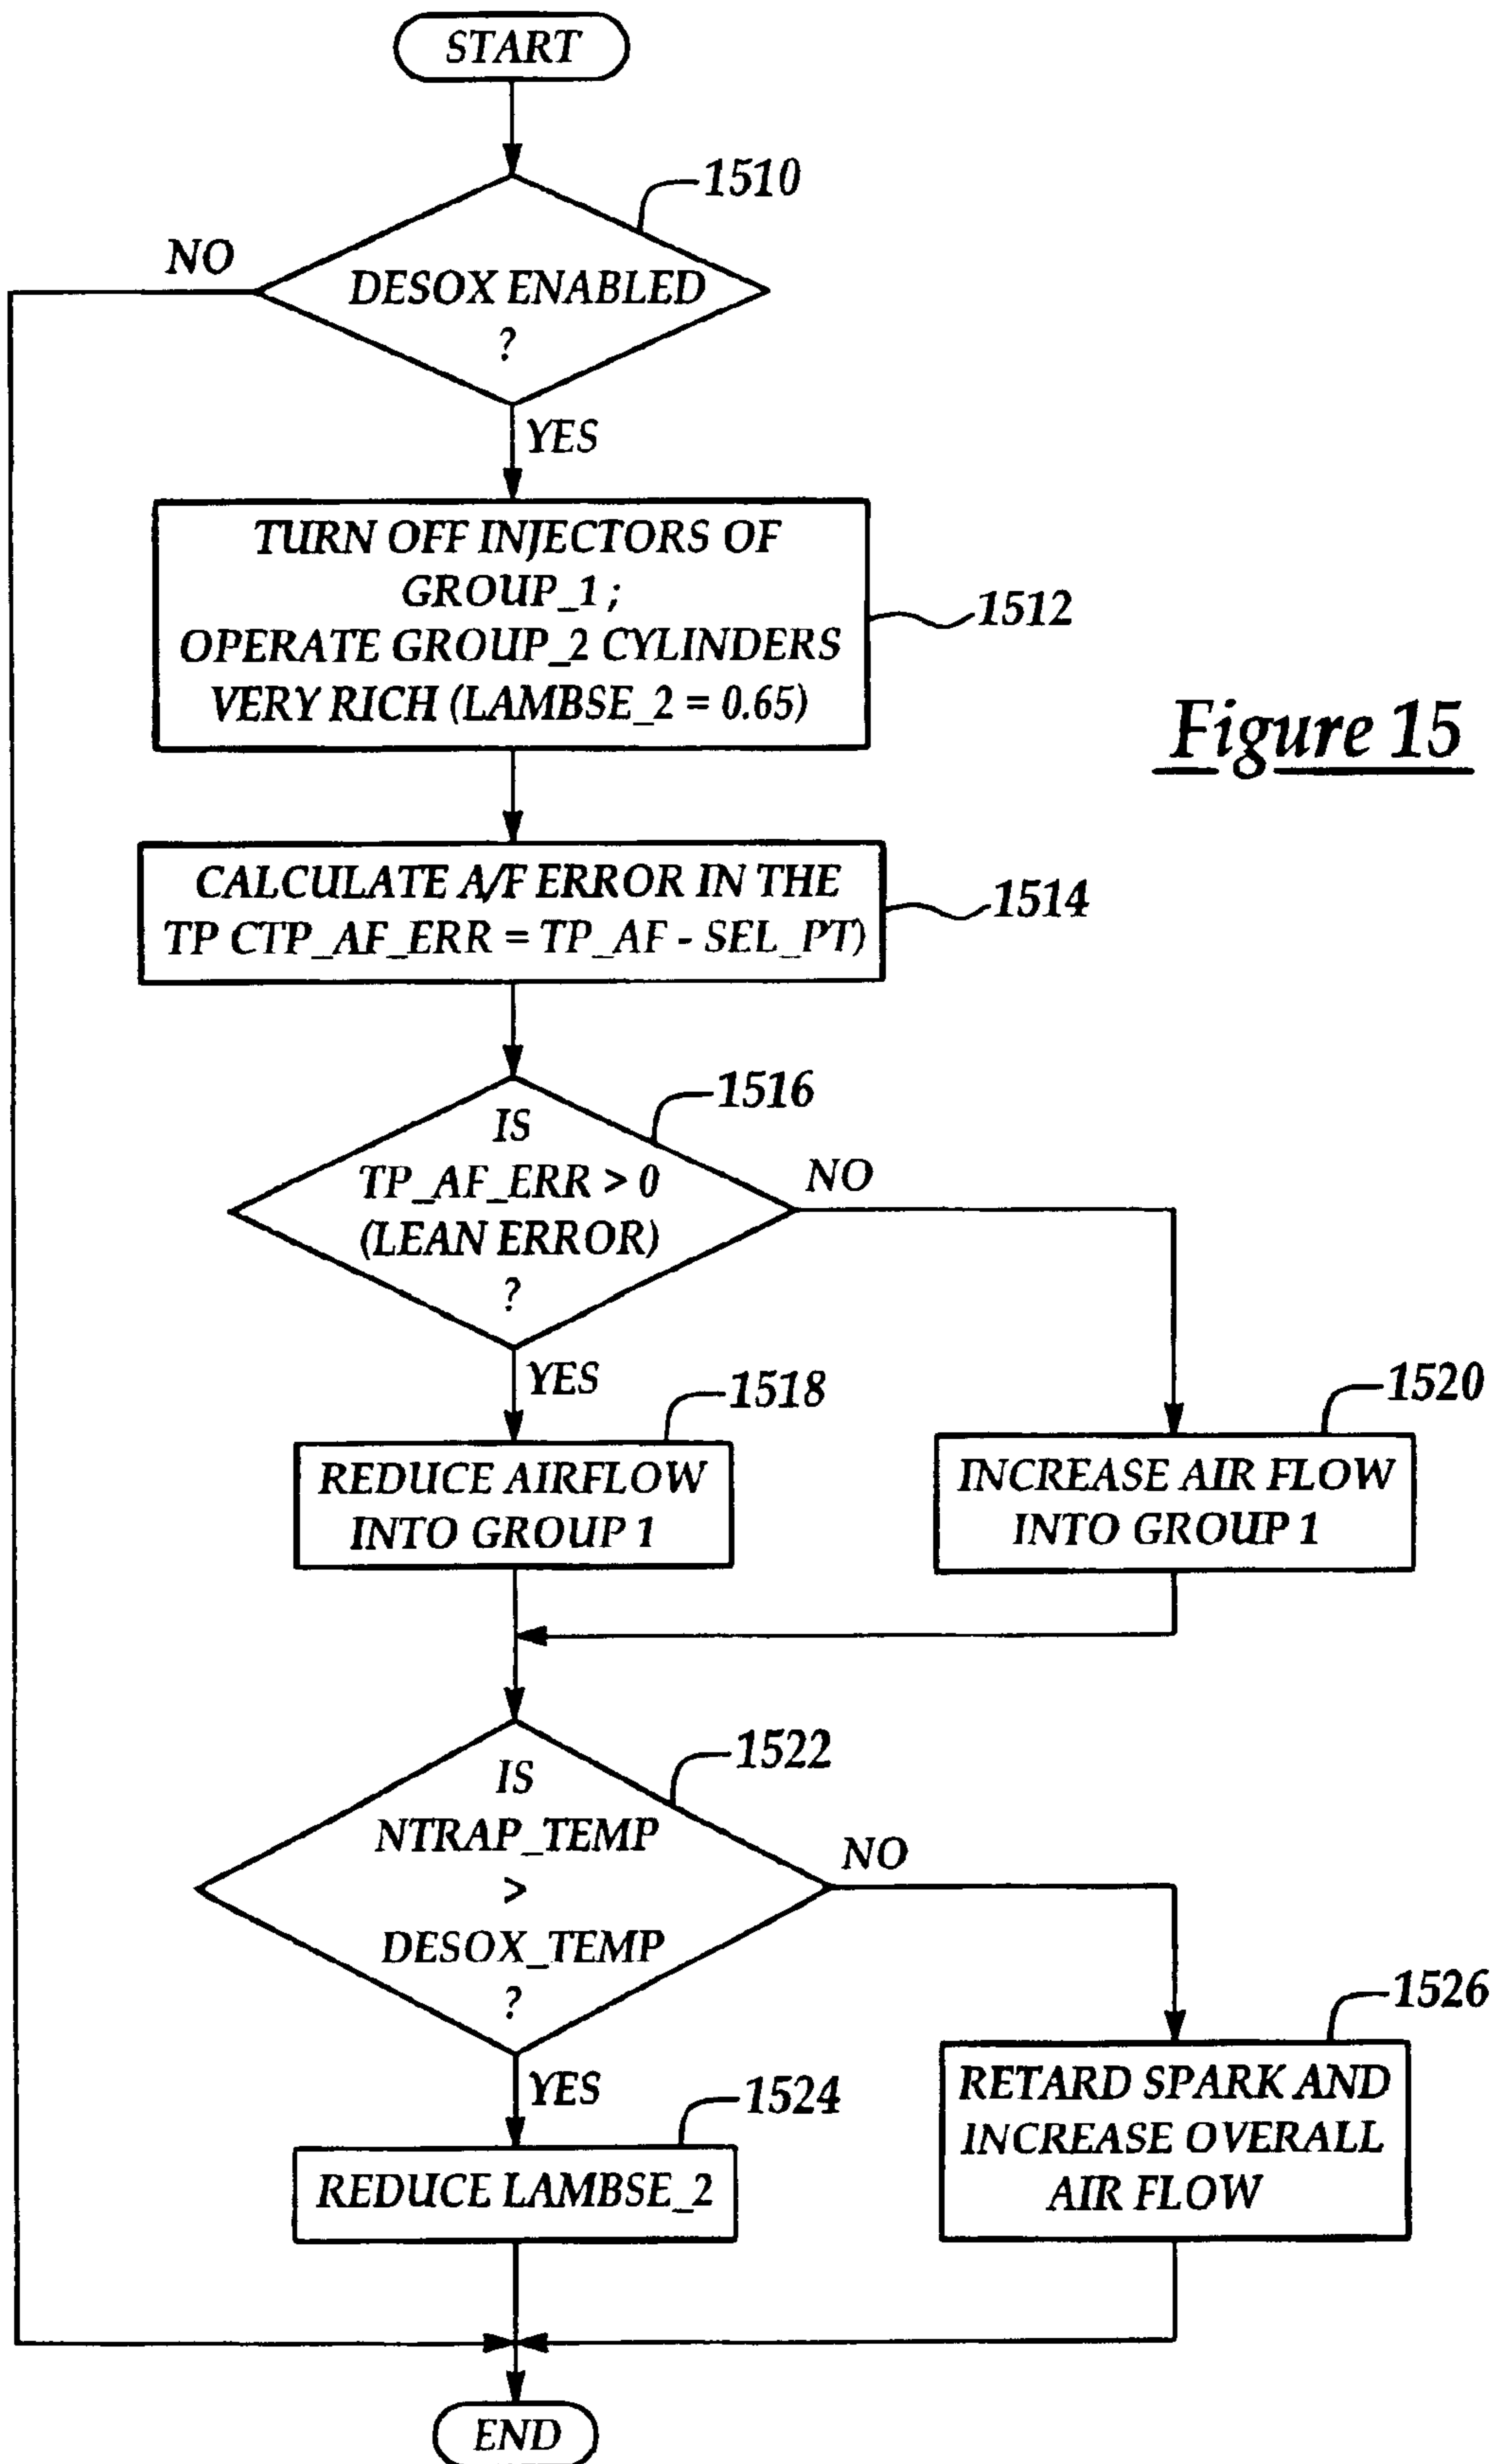 START
1510
NO
DESOX ENABLED
?
YES
TURN OFF INJECTORS OF
GROUP_1 ;
OPERATE GROUP_2 CYLINDERS
VERY RICH (LAMBSE_2 = 0.65)
1512
Figure 15
CALCULATE A/F ERROR IN THE
TP CTP_AF_ERR = TP_AF - SEL_PT)
1514
1516
IS
TP_AF_ERR > 0
(LEAN ERROR)
?
NO
YES
1518
1520
REDUCE AIRFLOW
INTO GROUP 1
INCREASE AIR FLOW
INTO GROUP 1
1522
IS
NTRAP_TEMP
>
DESOX_TEMP
?
NO
YES
1524
1526
REDUCE LAMBSE_2
RETARD SPARK AND
INCREASE OVERALL
AIR FLOW
END